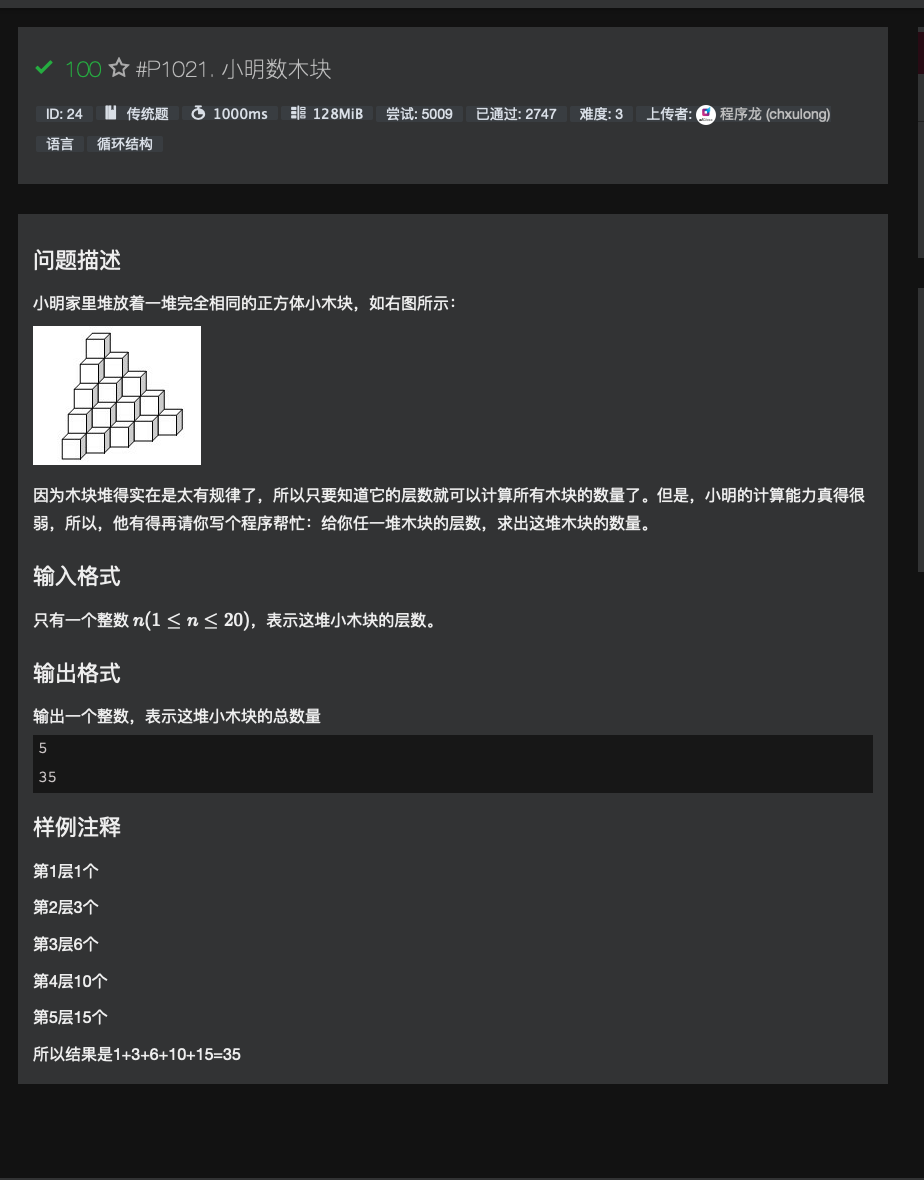 100 #P1021. 小明数木块
ID: 24 传统题 1000ms 128MiB 尝试: 5009 已通过: 2747 难度: 3 上传者: 程序龙 (chxulong)
语言 循环结构
问题描述
小明家里堆放着一堆完全相同的正方体小木块，如右图所示：
因为木块堆得实在是太有规律了，所以只要知道它的层数就可以计算所有木块的数量了。但是，小明的计算能力真得很
弱，所以，他有得再请你写个程序帮忙：给你任一堆木块的层数，求出这堆木块的数量。
输入格式
只有一个整数 n(1 ≤ n ≤ 20)，表示这堆小木块的层数。
输出格式
输出一个整数，表示这堆小木块的总数量
5
35
样例注释
第1层1个
第2层3个
第3层6个
第4层10个
第5层15个
所以结果是1+3+6+10+15=35